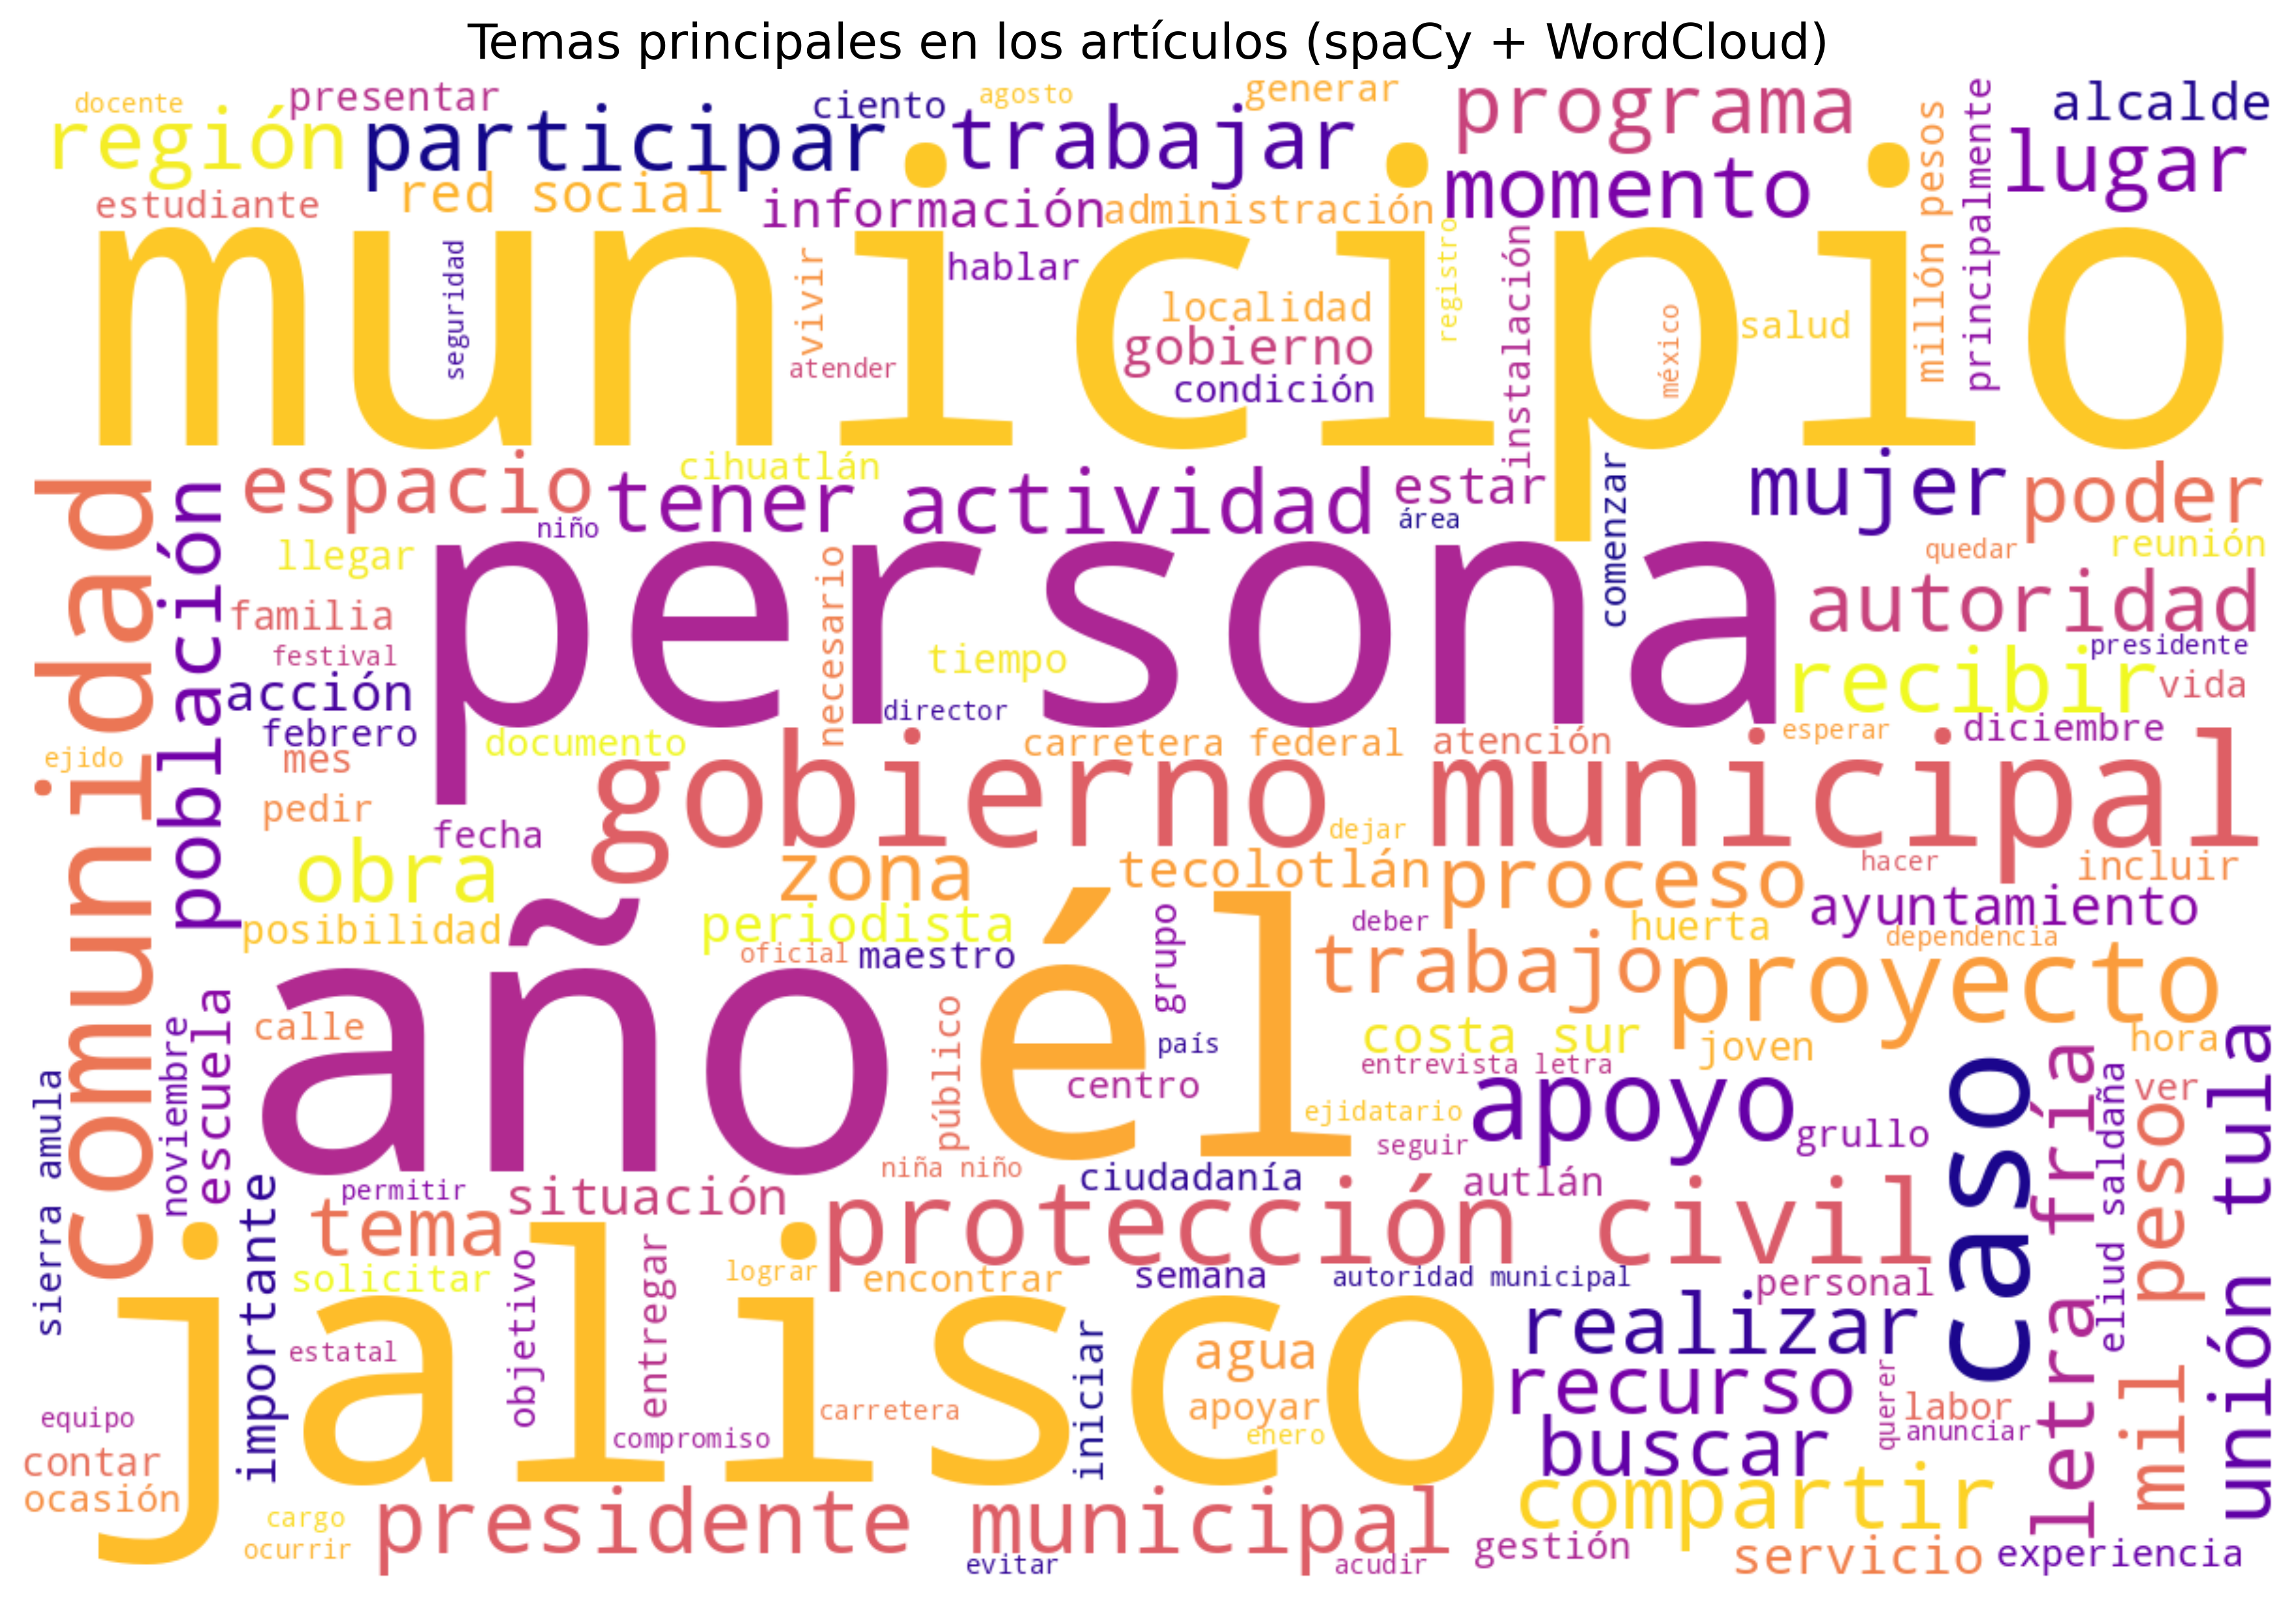 Temas principales en los artículos (spaCy + WordCloud)
docente
presentar
ciento
agosto
generar
programa
alcalde
región
participar
trabajar
momento
lugar
millón pesos
principalmente
estudiante
red social
información
administración
municipio
seguridad
vivir
hablar
atender
localidad
gobierno
condición
registro
instalación
méxico
salud
comunidad
población
espacio
cihuatlán
tener actividad
niño
estar
área
comenzar
mujer
poder
quedar
reunión
llegar
persona
necesario
tiempo
director
autoridad
presidente
familia
festival
acción
febrero
recibir
vida
ejido
mes
documento
carretera federal
atención
esperar
diciembre
pedir
fecha
gobierno municipal
dejar
obra
zona
tecolotlán
proceso
hacer
incluir
posibilidad
periodista
oficial
maestro
grupo
deber
huerta
ayuntamiento
dependencia
año
él
trabajo
proyecto
calle
público
país
centro
costa sur
entrevista letra
joven
hora
noviembre
escuela
sierra amula
ejidatario
apoyo
seguir
grullo
caso
letra fría
eliud saldaña
ver
mil peso
unión tula
niña niño
ciudadanía
autlán
permitir
situación
importante
tema
protección civil
solicitar
objetivo
entregar
lograr
encontrar
semana
autoridad municipal
personal
jalisco
estatal
iniciar
agua
apoyar
enero
realizar
recurso
querer
labor
anunciar
equipo
compromiso
carretera
buscar
contar
ocasión
compartir
cargo
ocurrir
presidente municipal
evitar
acudir
gestión
servicio
experiencia